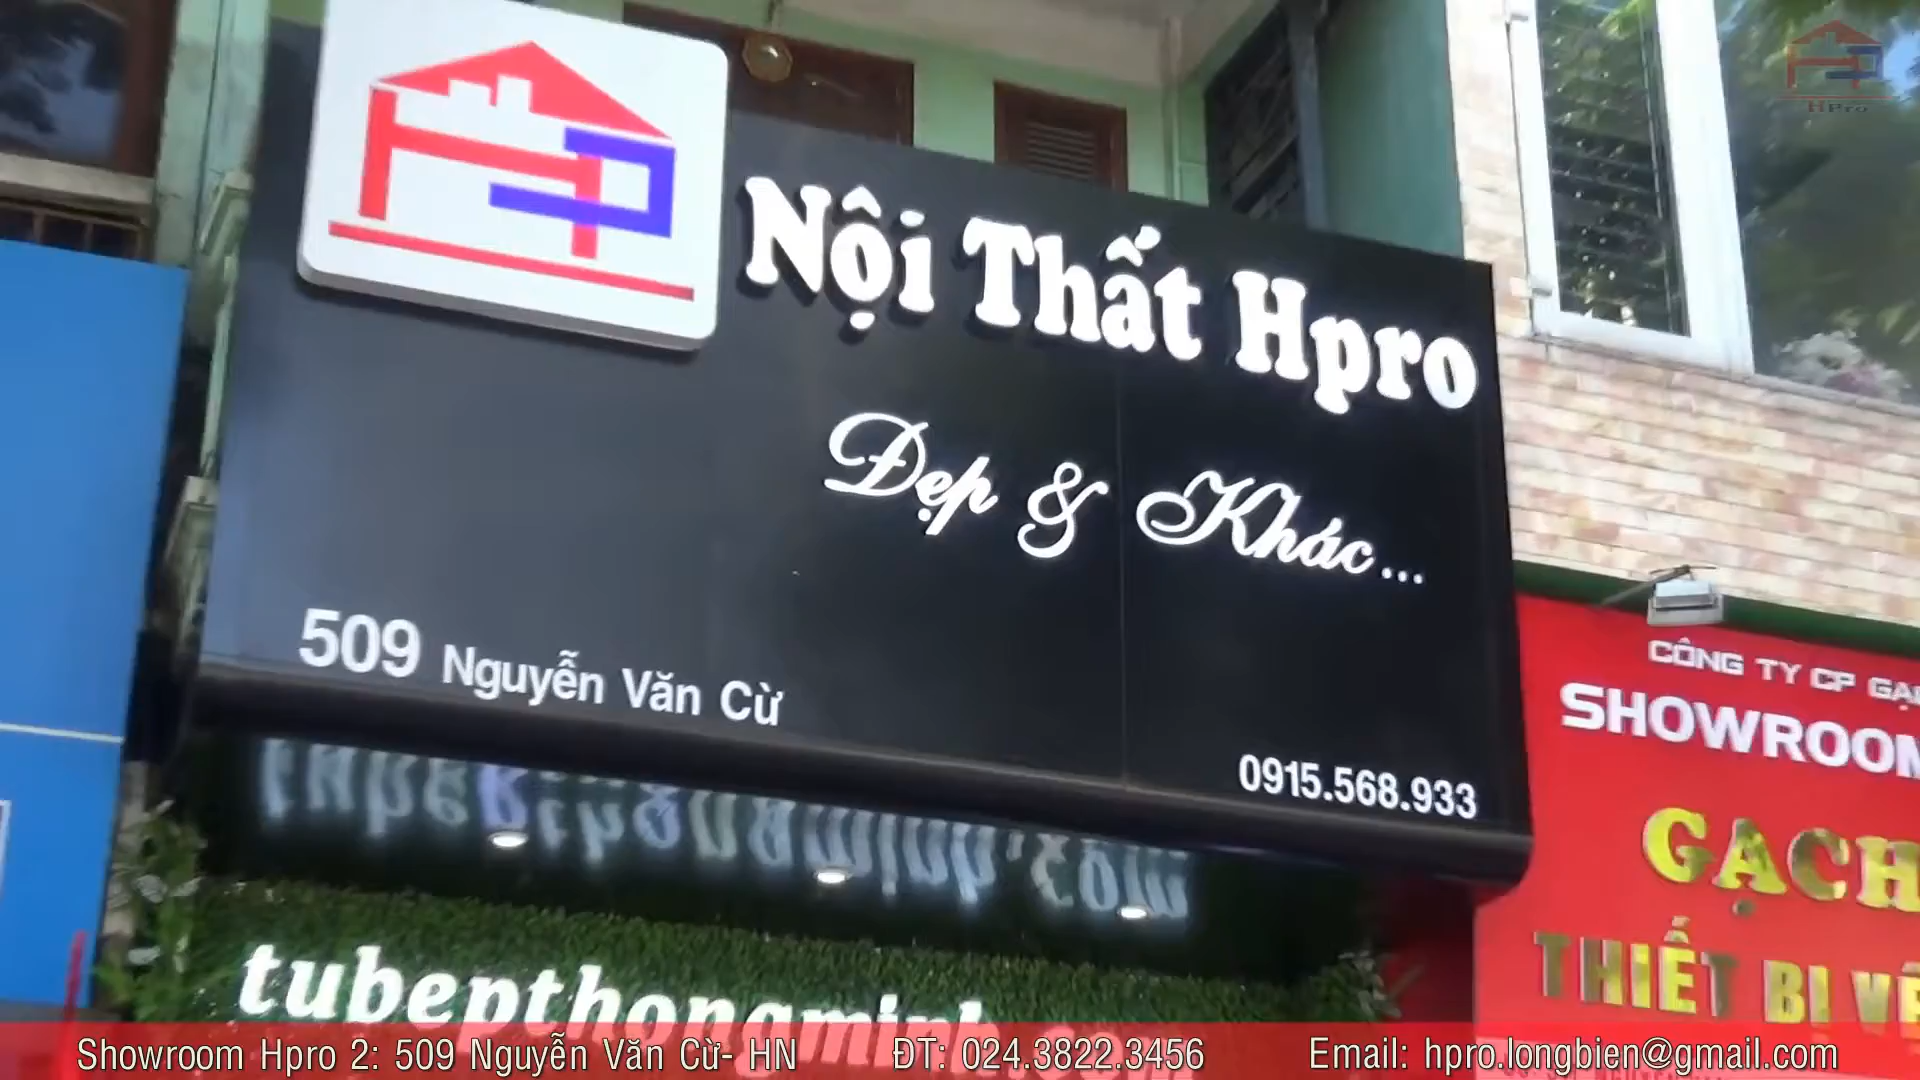 HPro
Nội Thất Hpro
Đẹp & Khác...
509 Nguyễn Văn Cừ
0915.568.933
tubepthongminh.com
tubepthongminh.com
CÔNG TY CP
SHOWROOM
GẠCH
THIẾT BỊ
Showroom Hpro 2: 509 Nguyễn Văn Cừ- HN ĐT: 024.3822.3456 Email: hpro.longbien@gmail.com